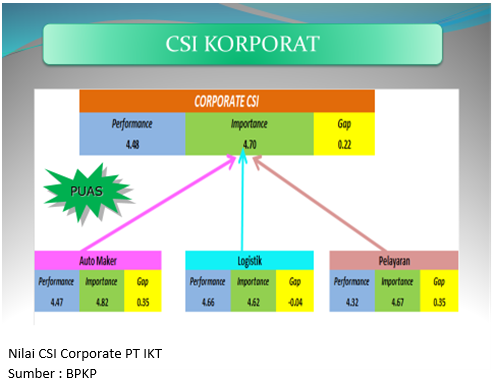 CSI KORPORAT
CORPORATE CSI
Performance Importance Gap
4.48 4.70 0.22
PUAS
Auto Maker Logistik Pelayaran
Performance Importance Gap Performance Importance Gap Performance Importance Gap
4.47 4.82 0.35 4.66 4.62 -0.04 4.32 4.67 0.35
Nilai CSI Corporate PT IKT
Sumber : BPKP